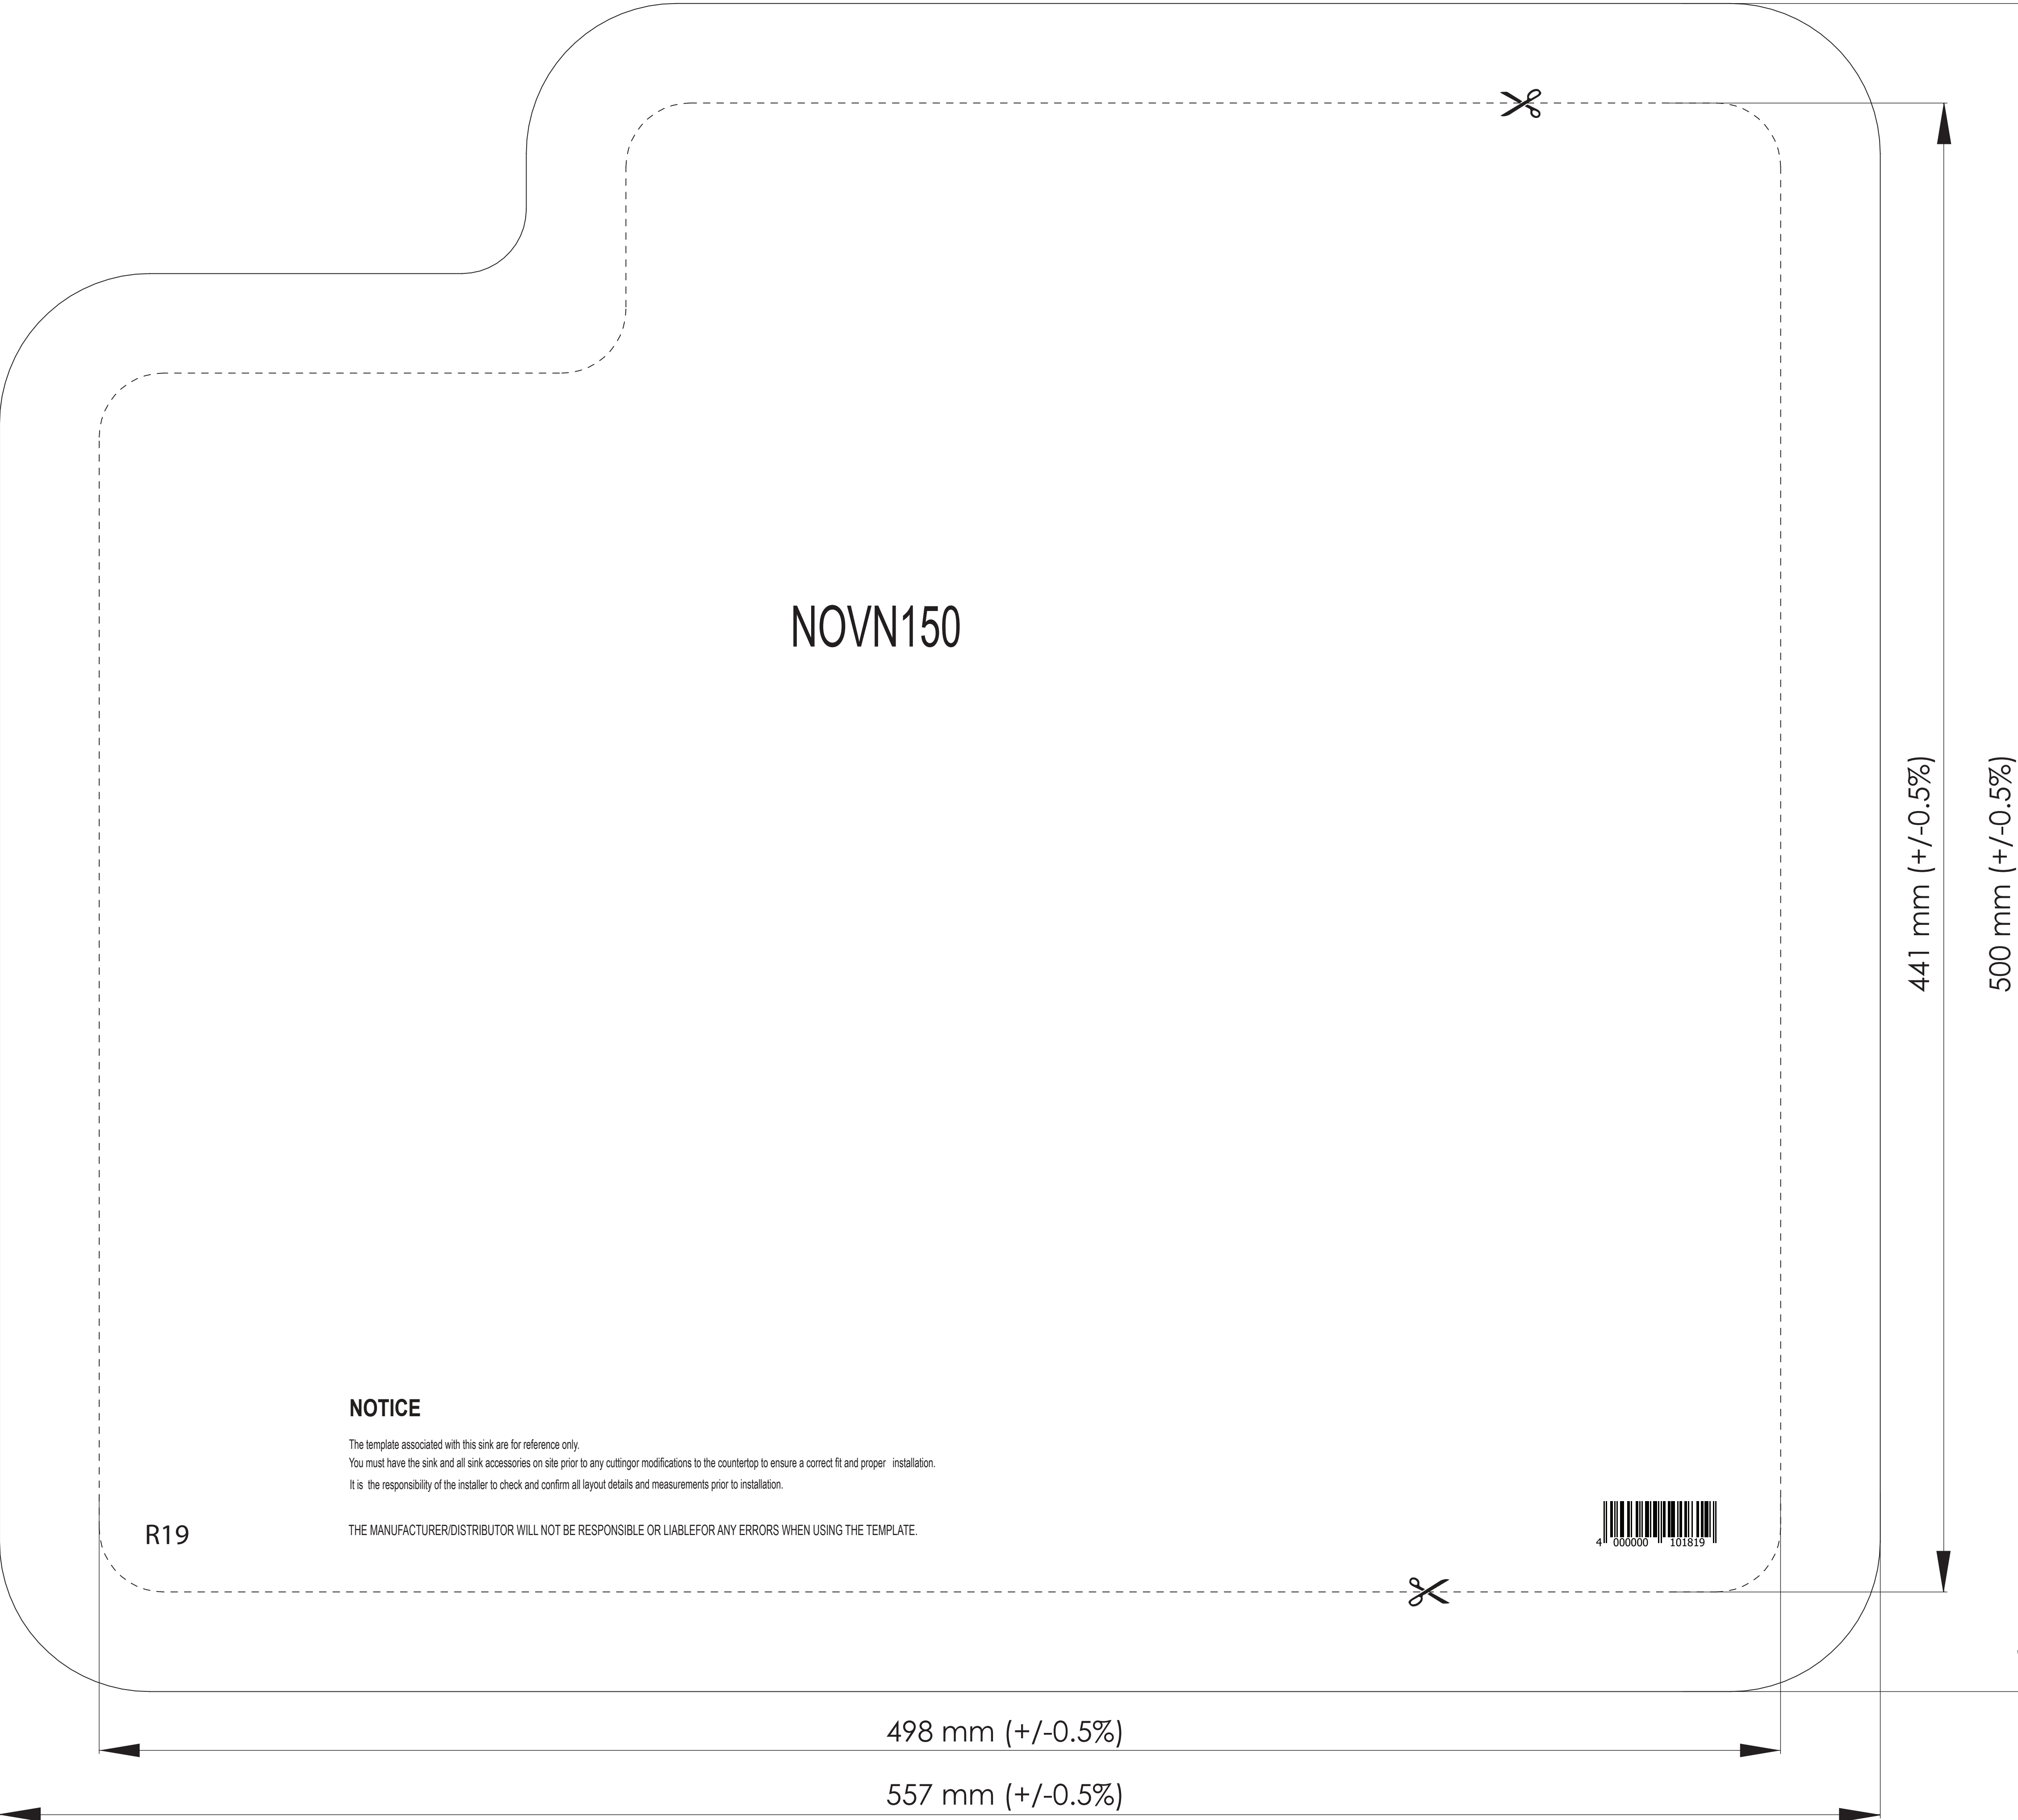 NOVN150
441 mm (+/-0.5%)
500 mm (+/-0.5%)
NOTICE
The template associated with this sink are for reference only.
You must have the sink and all sink accessories on site prior to any cuttingor modifications to the countertop to ensure a correct fit and proper installation.
It is the responsibility of the installer to check and confirm all layout details and measurements prior to installation.
R19
THE MANUFACTURER/DISTRIBUTOR WILL NOT BE RESPONSIBLE OR LIABLEFOR ANY ERRORS WHEN USING THE TEMPLATE.
4 000000 101819
498 mm (+/-0.5%)
557 mm (+/-0.5%)